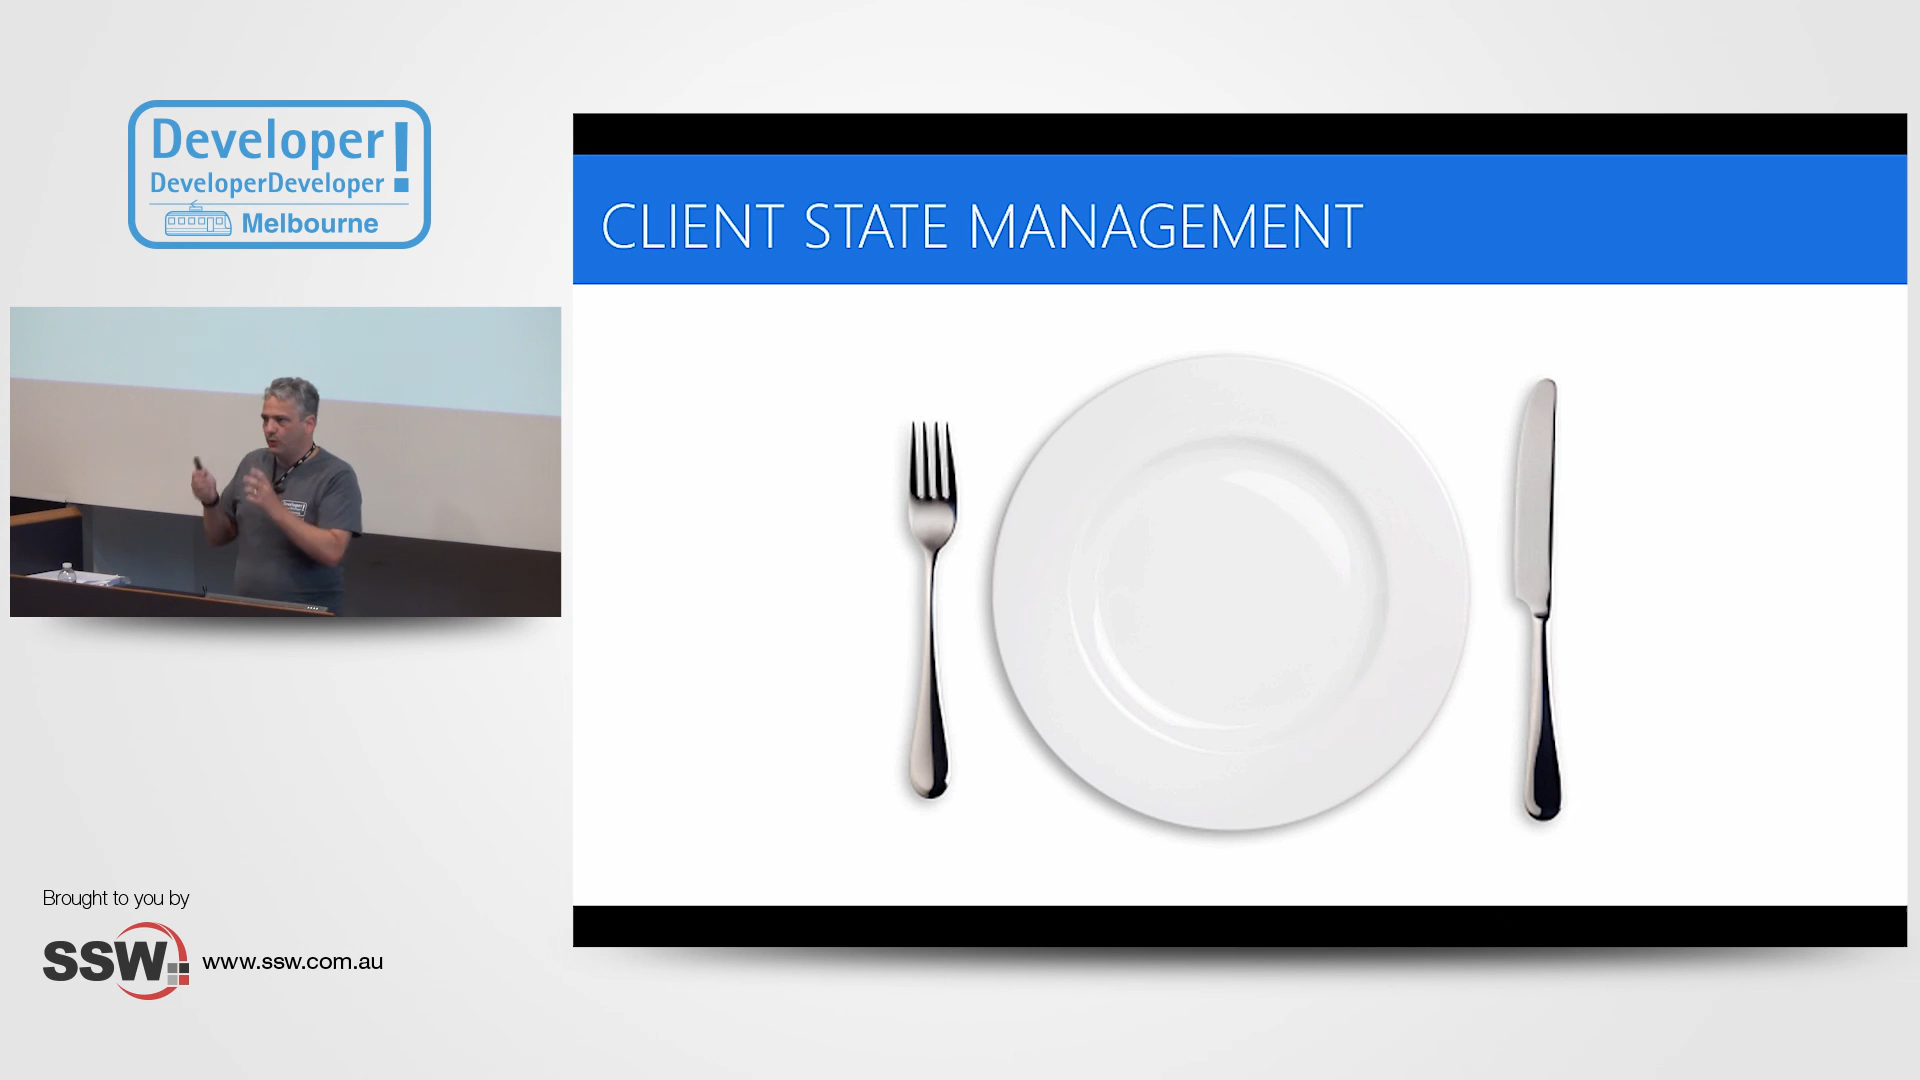 Developer!
DeveloperDeveloper
Melbourne
CLIENT STATE MANAGEMENT
Brought to you by
SSW
www.ssw.com.au